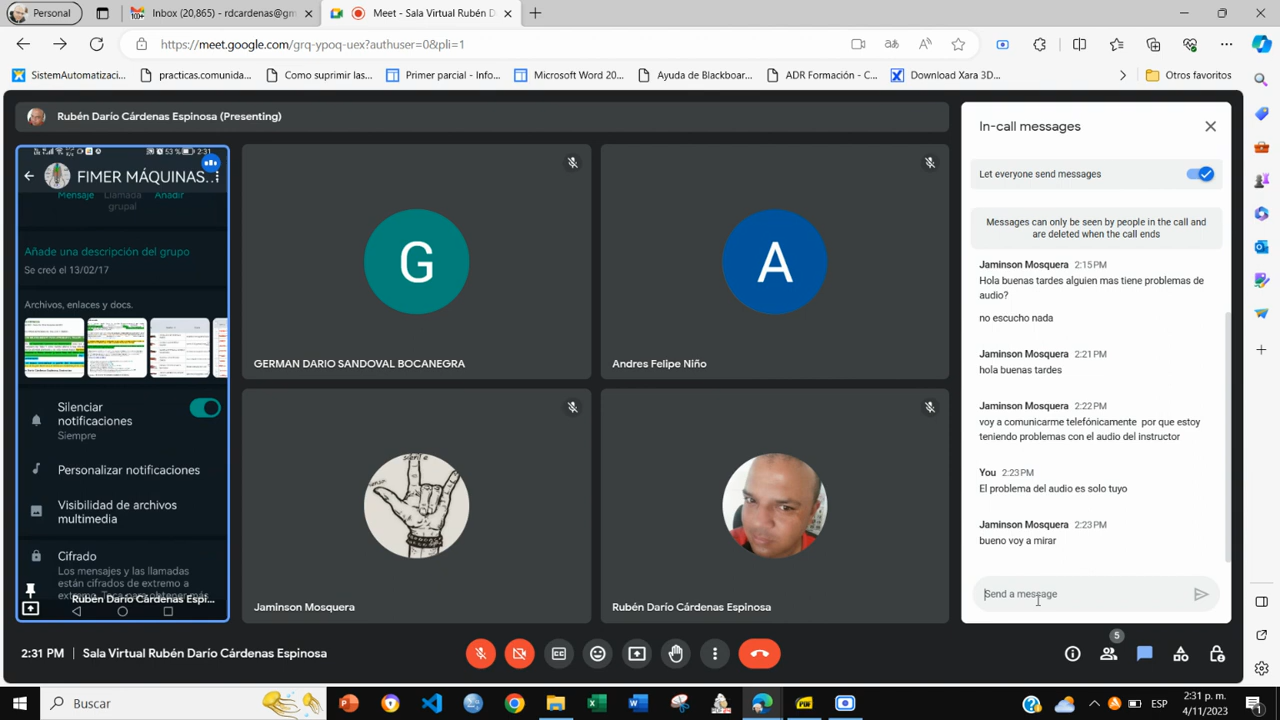 Personal
Inbox (20,865) - rdcardenas@gm
Meet - Sala Virtual Rubén D
https://meet.google.com/grq-ypoq-uex?authuser=0&pli=1
SistemAutomatizaci...
practicas.comunida...
Como suprimir las...
Primer parcial - Info...
Microsoft Word 20...
Ayuda de Blackboar...
ADR Formación - C...
Download Xara 3D...
Otros favoritos
Rubén Darío Cárdenas Espinosa (Presenting)
53 % 2:31
FIMER MÁQUINAS...
Mensaje
Llamada
grupal
Añadir
Añade una descripción del grupo
Se creó el 13/02/17
Archivos, enlaces y docs.
Silenciar
notificaciones
Siempre
Personalizar notificaciones
Visibilidad de archivos
multimedia
Cifrado
Los mensajes y las llamadas
están cifrados de extremo a
Rubén Darío Cárdenas Espi...
G
GERMAN DARIO SANDOVAL BOCANEGRA
A
Andres Felipe Niño
Jaminson Mosquera
Rubén Darío Cárdenas Espinosa
In-call messages
Let everyone send messages
Messages can only be seen by people in the call and
are deleted when the call ends
Jaminson Mosquera 2:15 PM
Hola buenas tardes alguien mas tiene problemas de
audio?
no escucho nada
Jaminson Mosquera 2:21 PM
hola buenas tardes
Jaminson Mosquera 2:22 PM
voy a comunicarme telefónicamente por que estoy
teniendo problemas con el audio del instructor
You 2:23 PM
El problema del audio es solo tuyo
Jaminson Mosquera 2:23 PM
bueno voy a mirar
Send a message
2:31 PM | Sala Virtual Rubén Darío Cárdenas Espinosa
5
Buscar
ESP
2:31 p. m.
4/11/2023
1